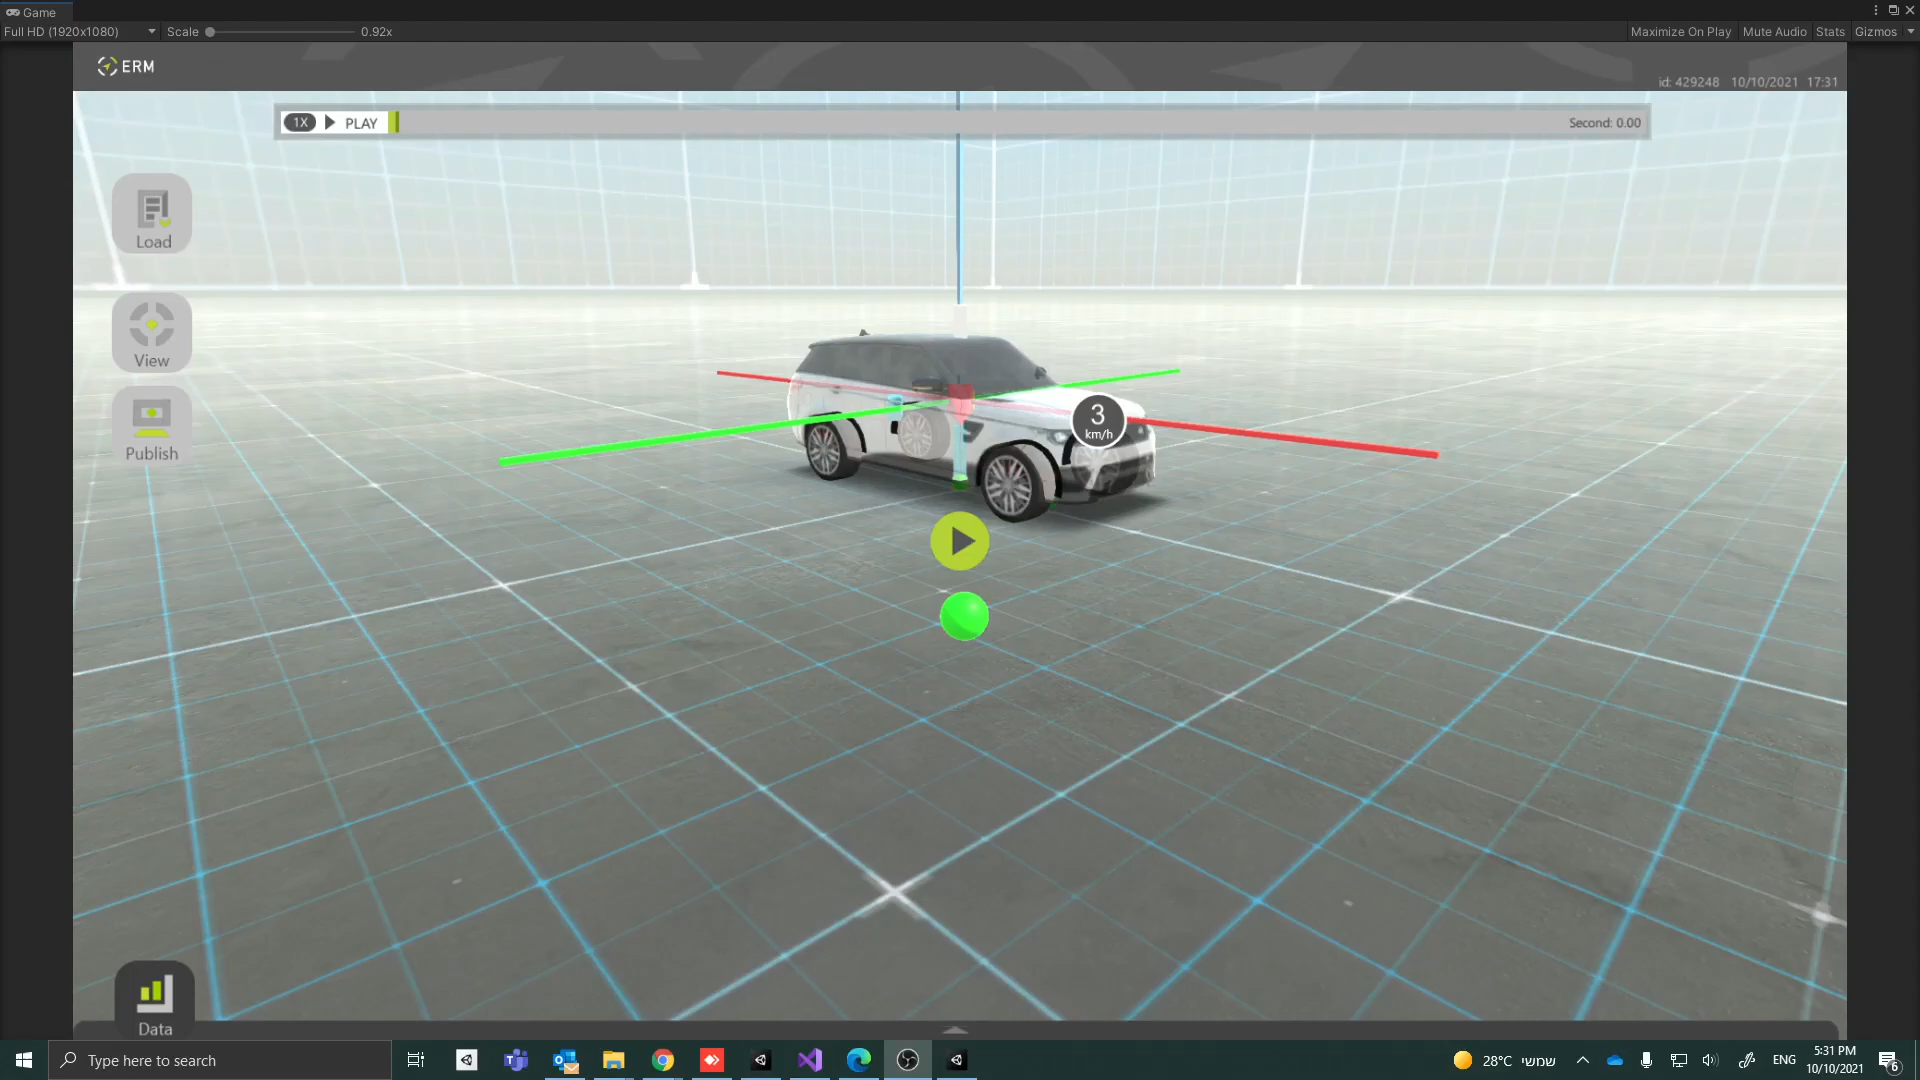 Game
Full HD (1920x1080) Scale 0.92x Maximize On Play Mute Audio Stats Gizmos
ERM
id: 429248 10/10/2021 17:31
1X PLAY Second: 0.00
Load
View
Publish
3
km/h
Data
Type here to search
28°C שמשי ENG 5:31 PM
10/10/2021
6